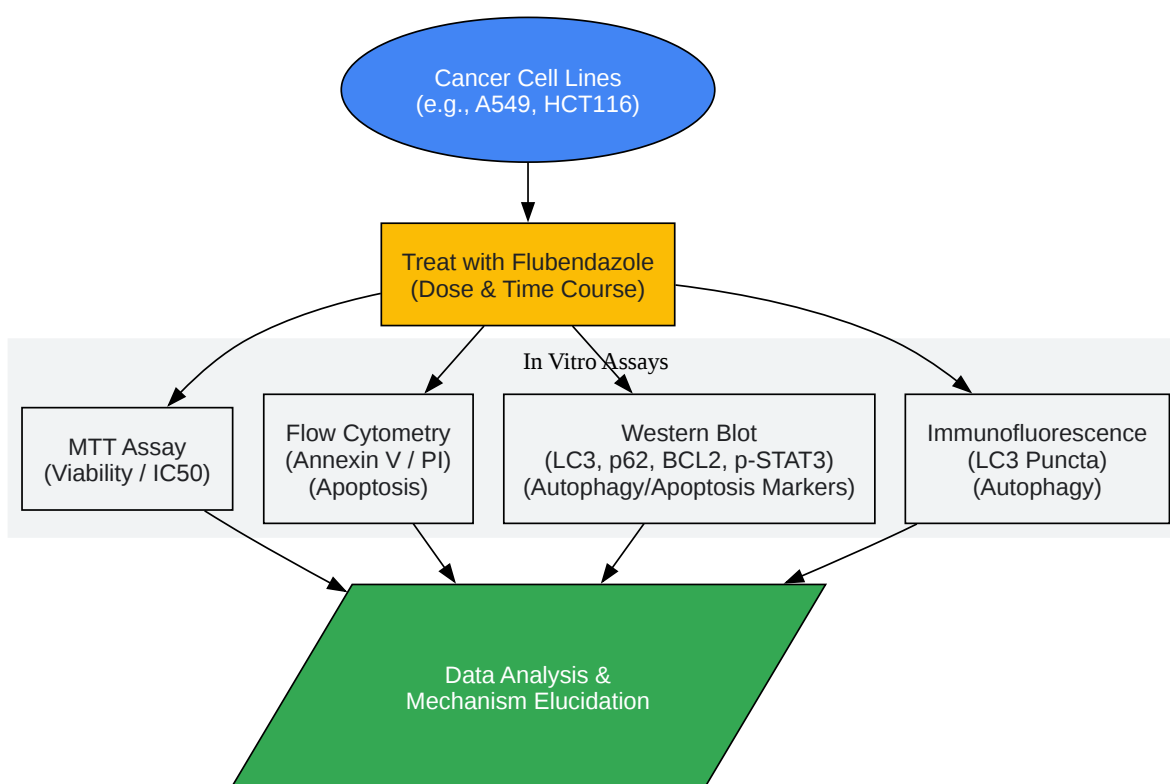 Cancer Cell Lines
(e.g., A549, HCT116)
Treat with Flubendazole
(Dose & Time Course)
In Vitro Assays
MTT Assay
(Viability / IC50)
Flow Cytometry
(Annexin V / PI)
(Apoptosis)
Western Blot
(LC3, p62, BCL2, p-STAT3)
(Autophagy/Apoptosis Markers)
Immunofluorescence
(LC3 Puncta)
(Autophagy)
Data Analysis &
Mechanism Elucidation